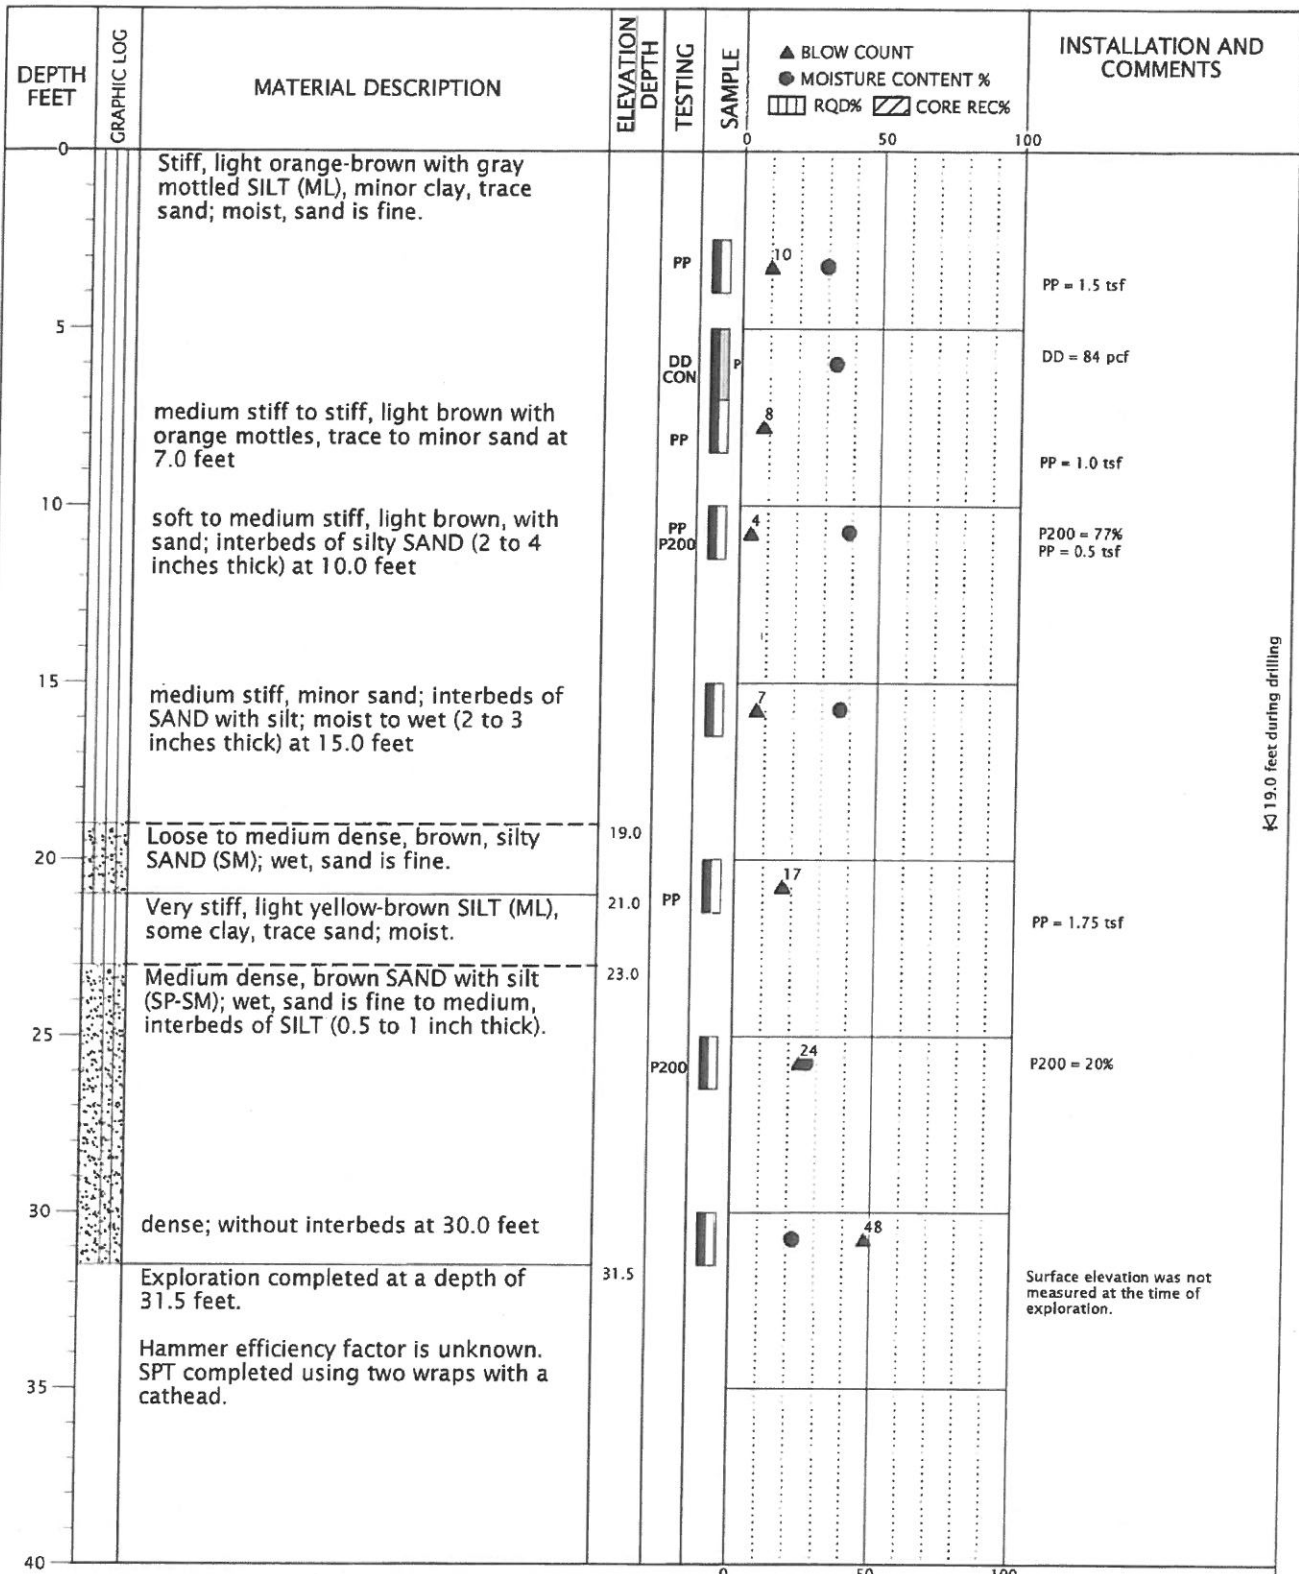 DEPTH
FEET
GRAPHIC LOG
MATERIAL DESCRIPTION
ELEVATION
DEPTH
TESTING
SAMPLE
▲ BLOW COUNT
● MOISTURE CONTENT %
RQD% CORE REC%
INSTALLATION AND
COMMENTS
0 50 100
0
Stiff, light orange-brown with gray
mottled SILT (ML), minor clay, trace
sand; moist, sand is fine.
PP
10
PP = 1.5 tsf
5
DD
CON
P
DD = 84 pcf
medium stiff to stiff, light brown with
orange mottles, trace to minor sand at
7.0 feet
PP
8
PP = 1.0 tsf
10
soft to medium stiff, light brown, with
sand; interbeds of silty SAND (2 to 4
inches thick) at 10.0 feet
PP
P200
4
P200 = 77%
PP = 0.5 tsf
15
medium stiff, minor sand; interbeds of
SAND with silt; moist to wet (2 to 3
inches thick) at 15.0 feet
7
19.0 feet during drilling
Loose to medium dense, brown, silty
SAND (SM); wet, sand is fine.
19.0
20
Very stiff, light yellow-brown SILT (ML),
some clay, trace sand; moist.
21.0
PP
17
PP = 1.75 tsf
Medium dense, brown SAND with silt
(SP-SM); wet, sand is fine to medium,
interbeds of SILT (0.5 to 1 inch thick).
23.0
25
P200
24
P200 = 20%
30
dense; without interbeds at 30.0 feet
48
Exploration completed at a depth of
31.5 feet.
31.5
Surface elevation was not
measured at the time of
exploration.
Hammer efficiency factor is unknown.
SPT completed using two wraps with a
cathead.
35
40
0 50 100